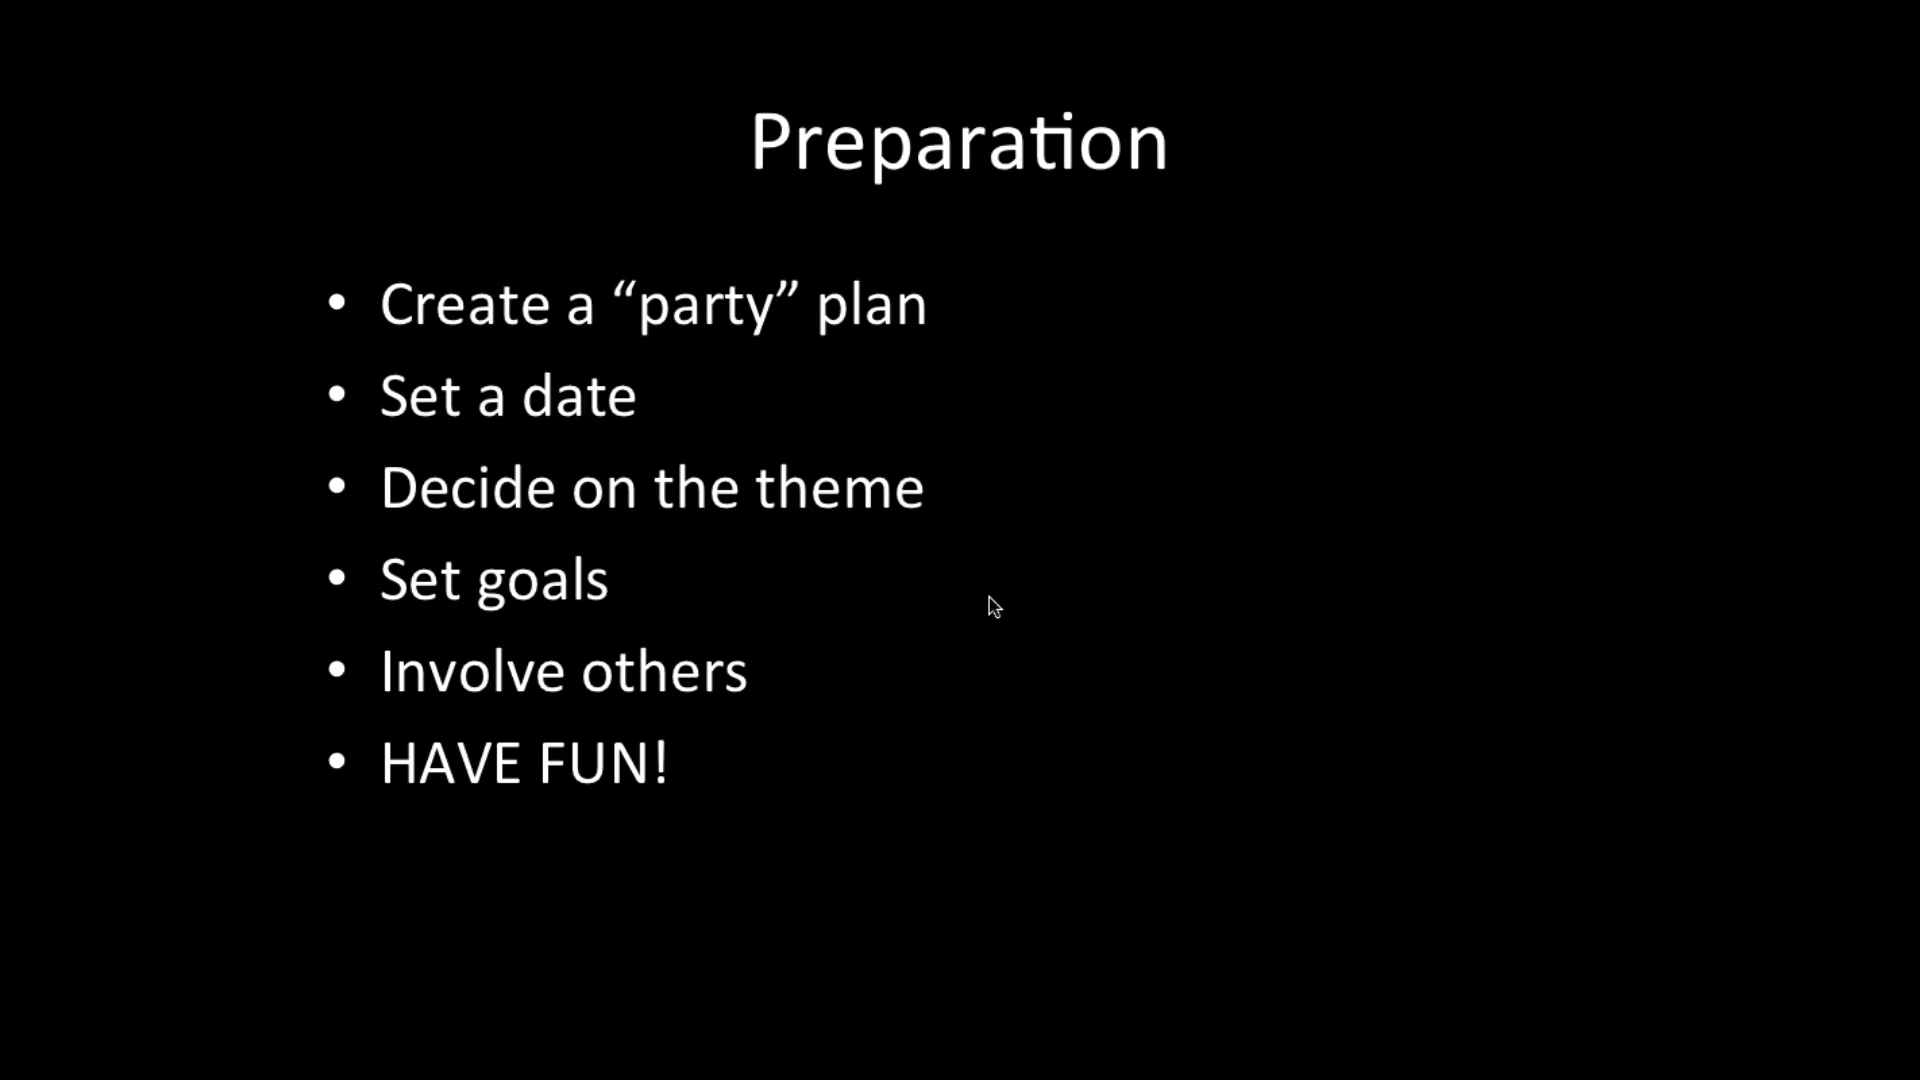 Preparation
• Create a “party” plan
• Set a date
• Decide on the theme
• Set goals
• Involve others
• HAVE FUN!